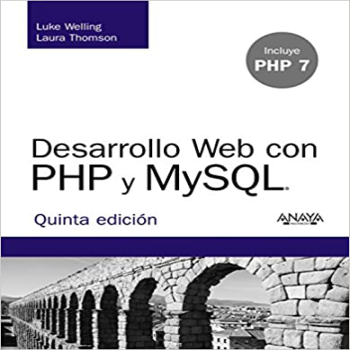 Luke Welling
Laura Thomson
Incluye
PHP 7
Desarrollo Web con
PHP y MySQL®
Quinta edición
ANAYA